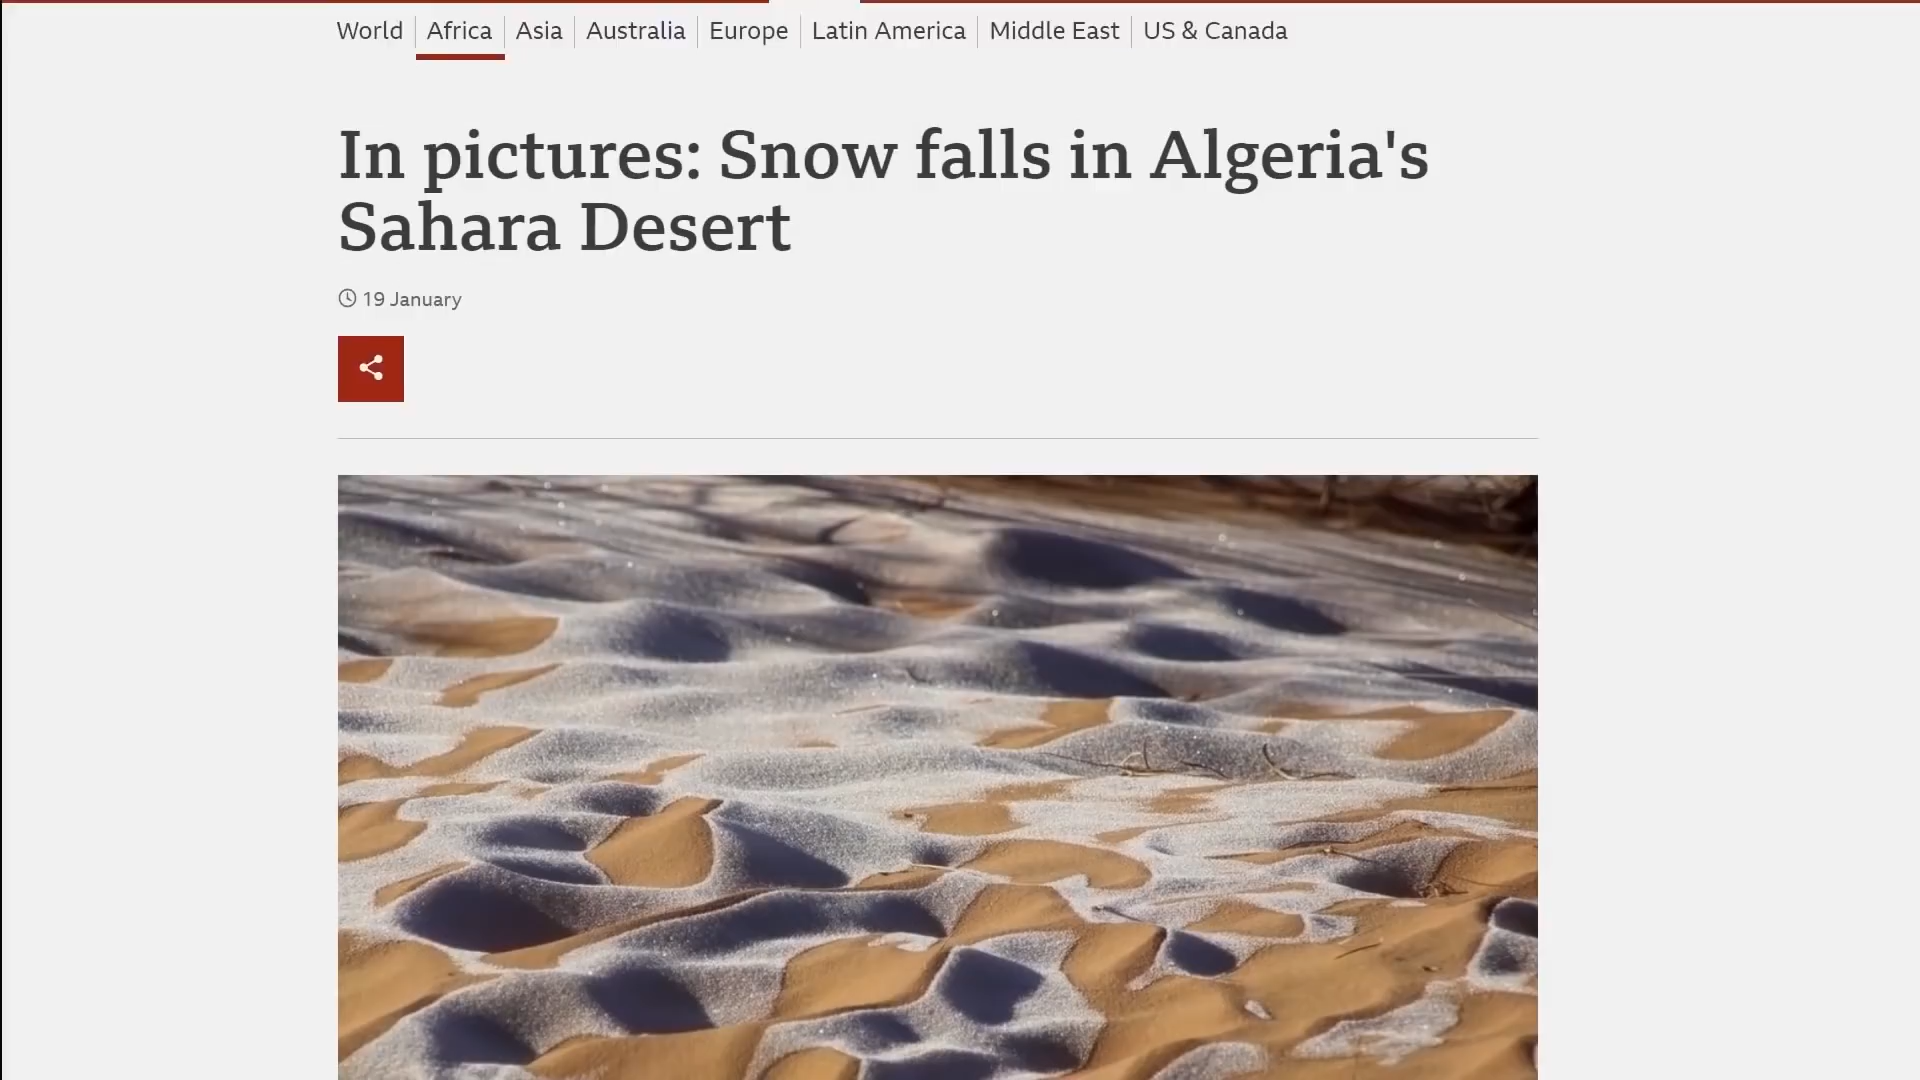 World Africa Asia Australia Europe Latin America Middle East US & Canada
In pictures: Snow falls in Algeria's
Sahara Desert
19 January